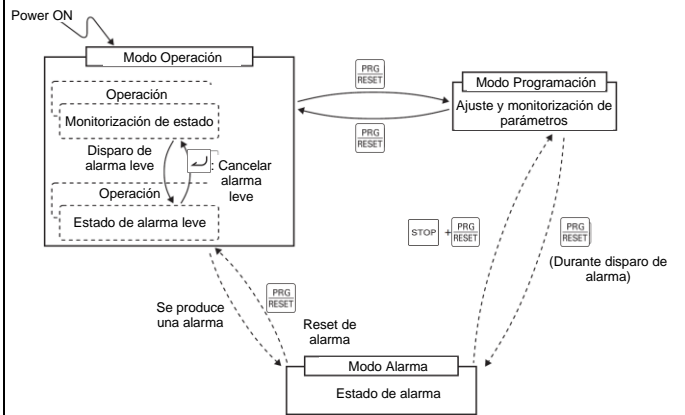 Power ON
Modo Operación
Operación
Monitorización de estado
Disparo de
alarma leve
: Cancelar
alarma
leve
Operación
Estado de alarma leve
PRG
RESET
PRG
RESET
Modo Programación
Ajuste y monitorización de
parámetros
STOP + PRG
RESET
PRG
RESET
(Durante disparo de
alarma)
Se produce
una alarma
PRG
RESET
Reset de
alarma
Modo Alarma
Estado de alarma